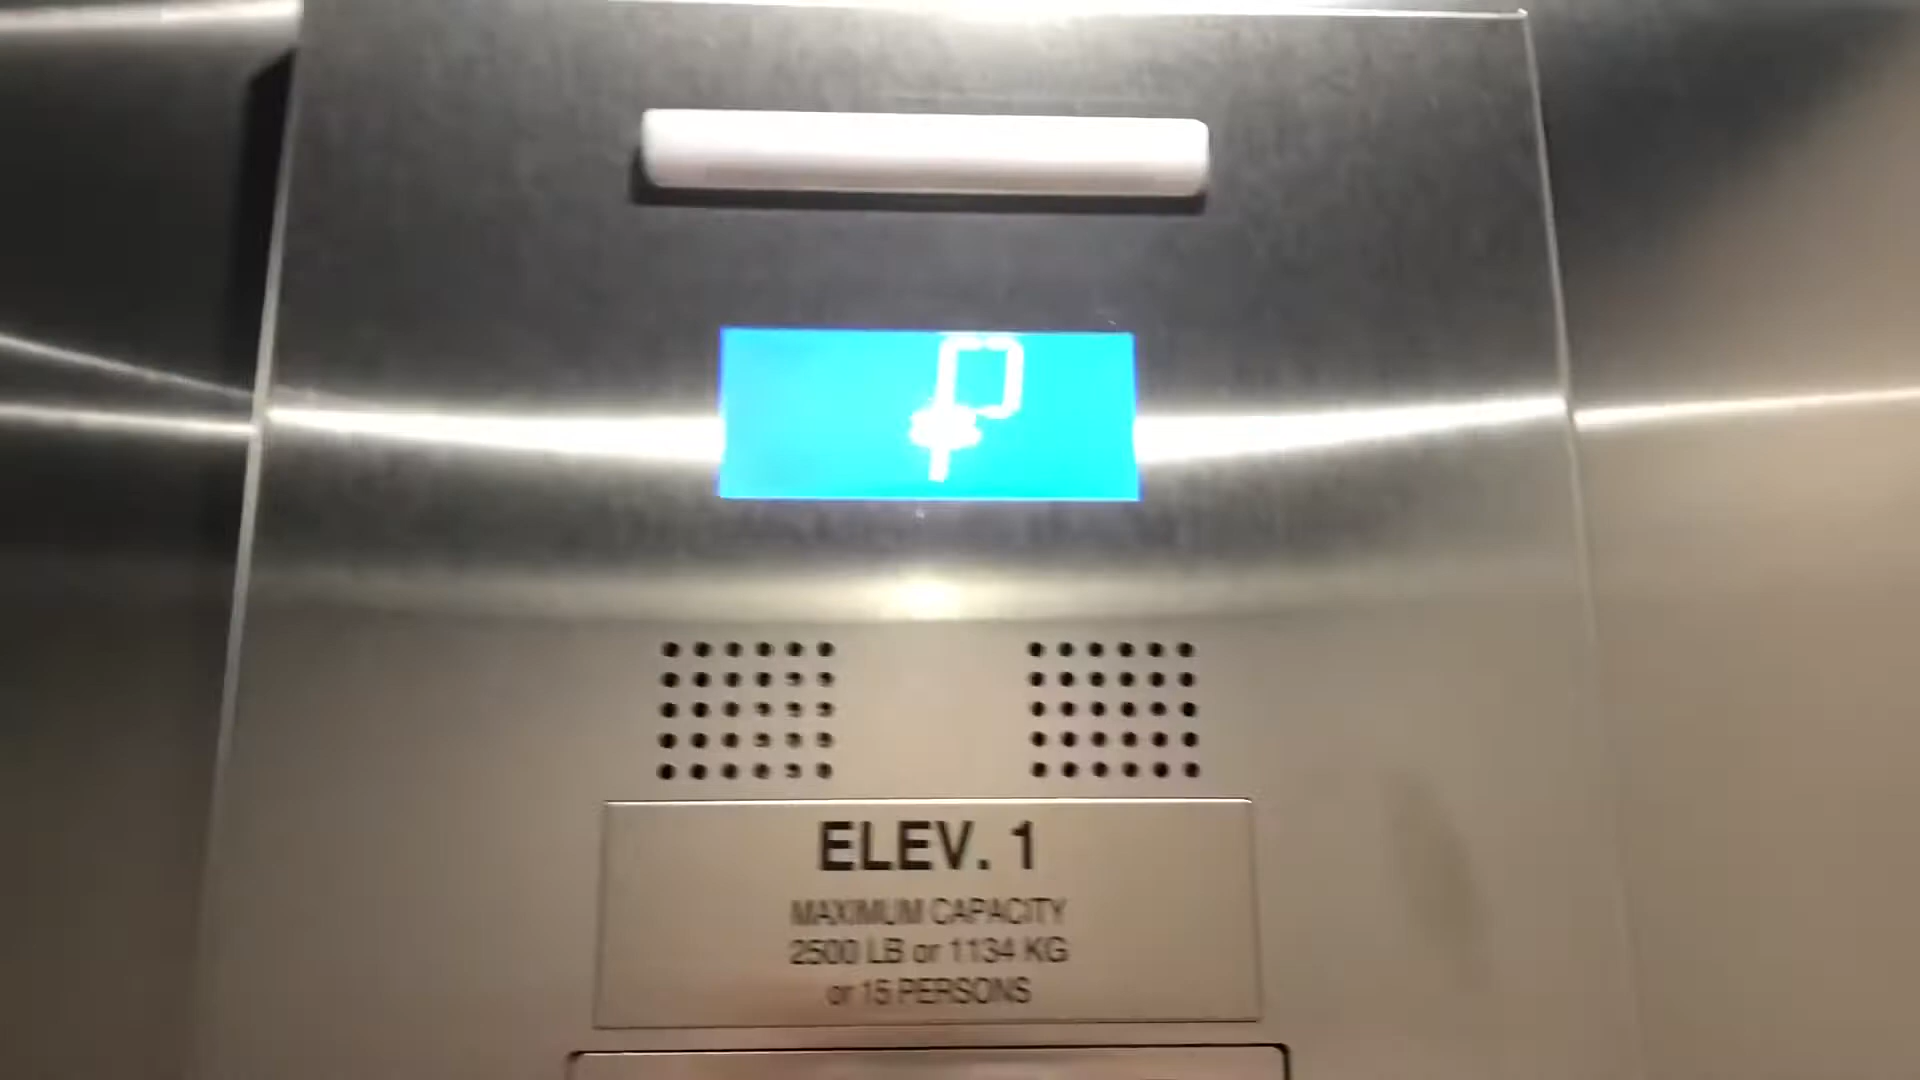 P
ELEV. 1
MAXIMUM CAPACITY
2500 LB or 1134 KG
or 15 PERSONS